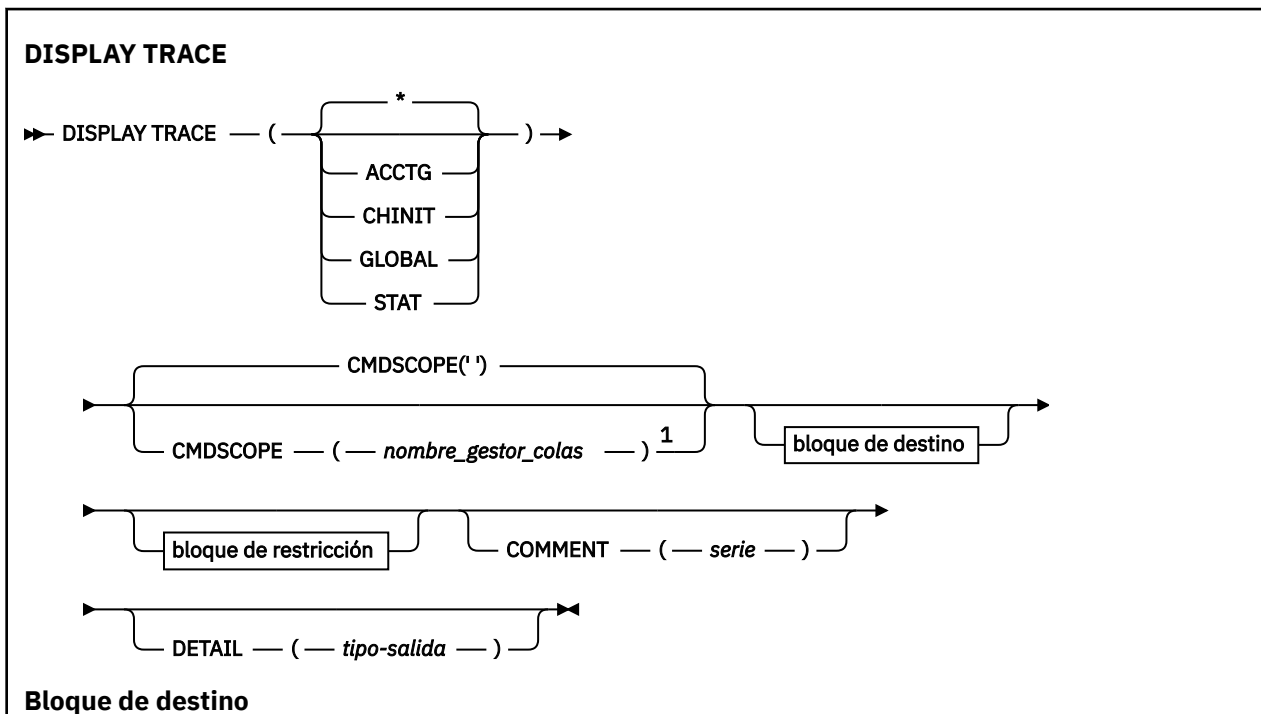 DISPLAY TRACE
*
DISPLAY TRACE ( )
ACCTG
CHINIT
GLOBAL
STAT
CMDSCOPE(' ')
CMDSCOPE ( nombre_gestor_colas ) 1
bloque de destino
bloque de restricción
COMMENT ( serie )
DETAIL ( tipo-salida )
Bloque de destino